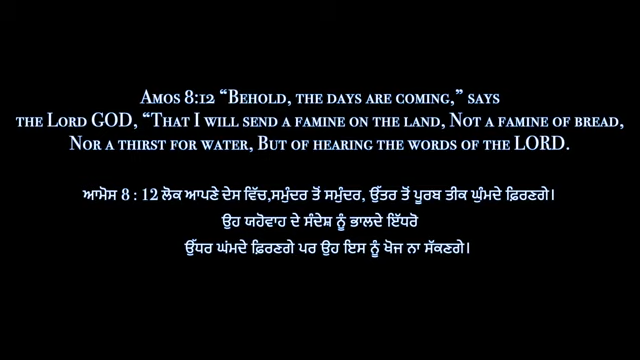 Amos 8:12 “Behold, the days are coming,” says
the Lord GOD, “That I will send a famine on the land, Not a famine of bread,
Nor a thirst for water, But of hearing the words of the LORD.
ਆਮੋਸ 8 : 12 ਲੋਕ ਆਪਣੇ ਦੇਸ ਵਿੱਚ,ਸਮੁੰਦਰ ਤੋਂ ਸਮੁੰਦਰ, ਉੱਤਰ ਤੋਂ ਪੂਰਬ ਤੀਕ ਘੁੰਮਦੇ ਫ਼ਿਰਣਗੇ।
ਉਹ ਯਹੋਵਾਹ ਦੇ ਸੰਦੇਸ਼ ਨੂੰ ਭਾਲਦੇ ਇੱਧਰੋ
ਉੱਧਰ ਘੰਮਦੇ ਫ਼ਿਰਣਗੇ ਪਰ ਉਹ ਇਸ ਨੂੰ ਖੋਜ ਨਾ ਸੱਕਣਗੇ।